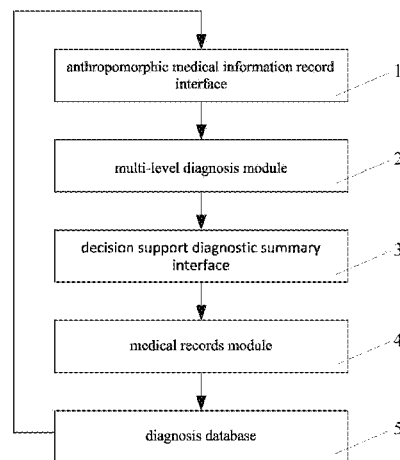 anthropomorphic medical information record
interface
1
multi-level diagnosis module
2
decision support diagnostic summary
interface
3
medical records module
4
diagnosis database
5